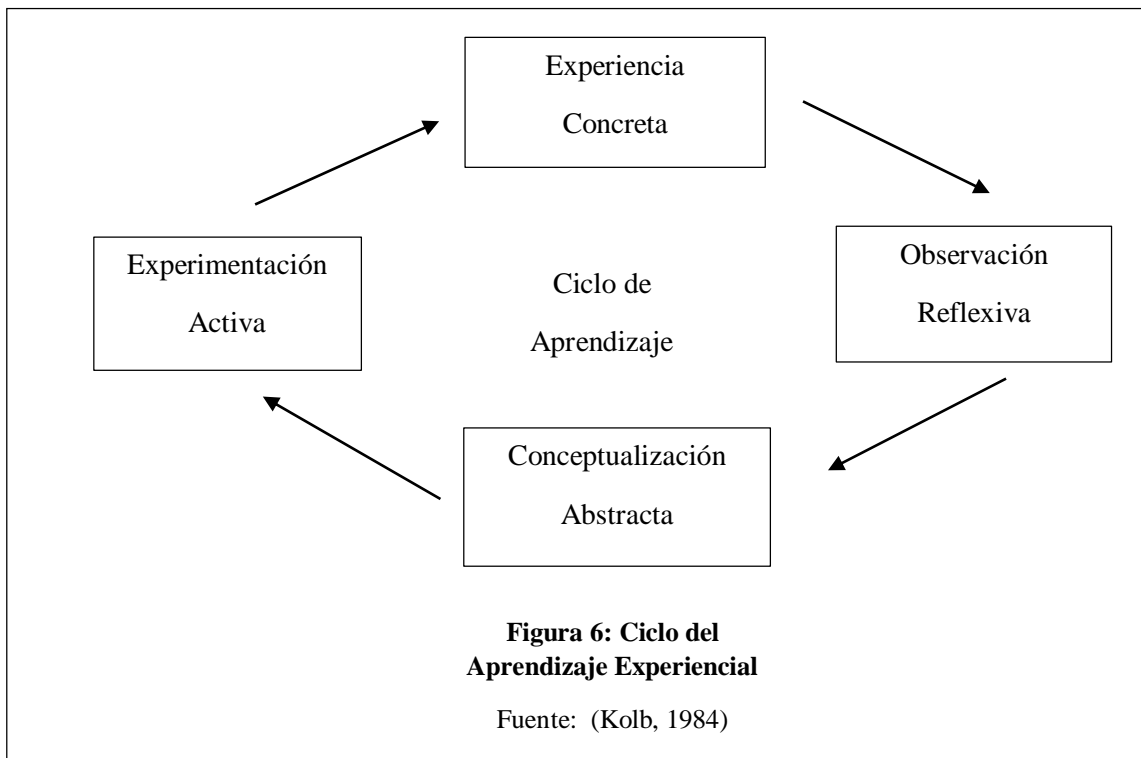 Experiencia
Concreta
Experimentación
Activa
Ciclo de
Aprendizaje
Observación
Reflexiva
Conceptualización
Abstracta
Figura 6: Ciclo del
Aprendizaje Experiencial
Fuente: (Kolb, 1984)